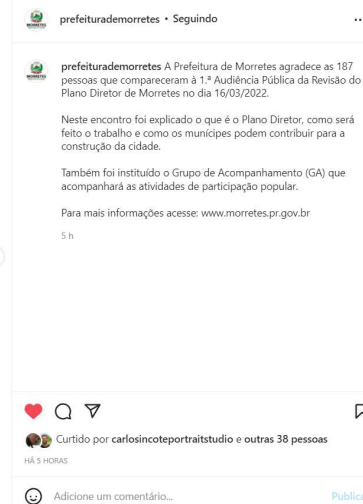 prefeiturademorretes • Seguindo
prefeiturademorretes A Prefeitura de Morretes agradece as 187
pessoas que compareceram à 1.ª Audiência Pública da Revisão do
Plano Diretor de Morretes no dia 16/03/2022.
Neste encontro foi explicado o que é o Plano Diretor, como será
feito o trabalho e como os munícipes podem contribuir para a
construção da cidade.
Também foi instituído o Grupo de Acompanhamento (GA) que
acompanhará as atividades de participação popular.
Para mais informações acesse: www.morretes.pr.gov.br
5 h
Curtido por carlosincoteportraitstudio e outras 38 pessoas
HÁ 5 HORAS
Adicione um comentário...
Publica